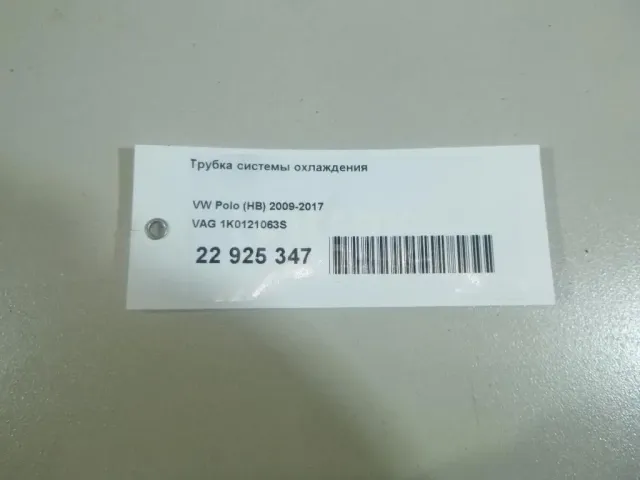 Трубка системы охлаждения
VW Polo (HB) 2009-2017
VAG 1K0121063S
22 925 347